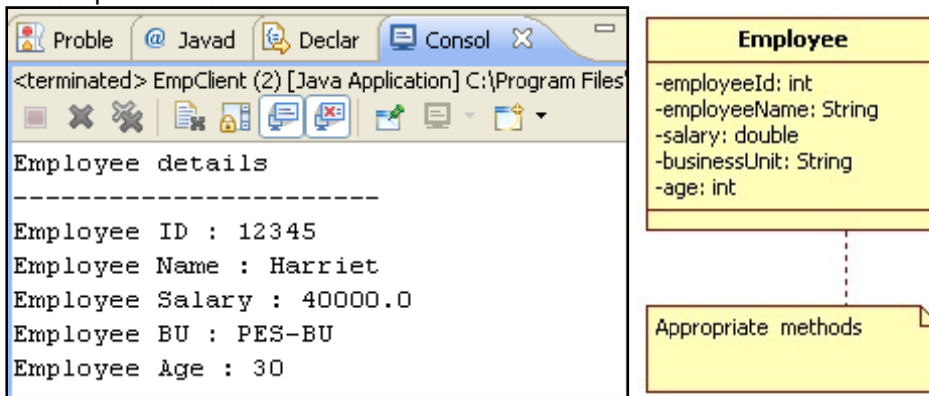 Proble @ Javad Declar Consol
<terminated> EmpClient (2) [Java Application] C:\Program Files\
Employee details
------------------------
Employee ID : 12345
Employee Name : Harriet
Employee Salary : 40000.0
Employee BU : PES-BU
Employee Age : 30
Employee
-employeeId: int
-employeeName: String
-salary: double
-businessUnit: String
-age: int
Appropriate methods